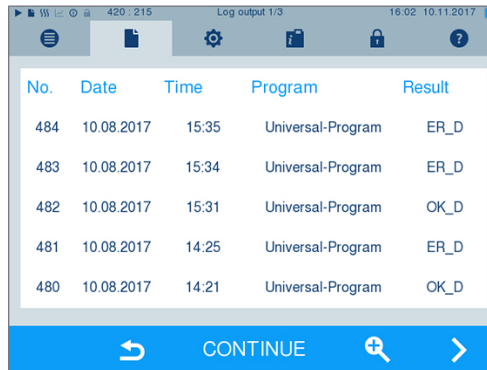 420 : 215 Log output 1/3 16:02 10.11.2017
No. Date Time Program Result
484 10.08.2017 15:35 Universal-Program ER_D
483 10.08.2017 15:34 Universal-Program ER_D
482 10.08.2017 15:31 Universal-Program OK_D
481 10.08.2017 14:25 Universal-Program ER_D
480 10.08.2017 14:21 Universal-Program OK_D
CONTINUE